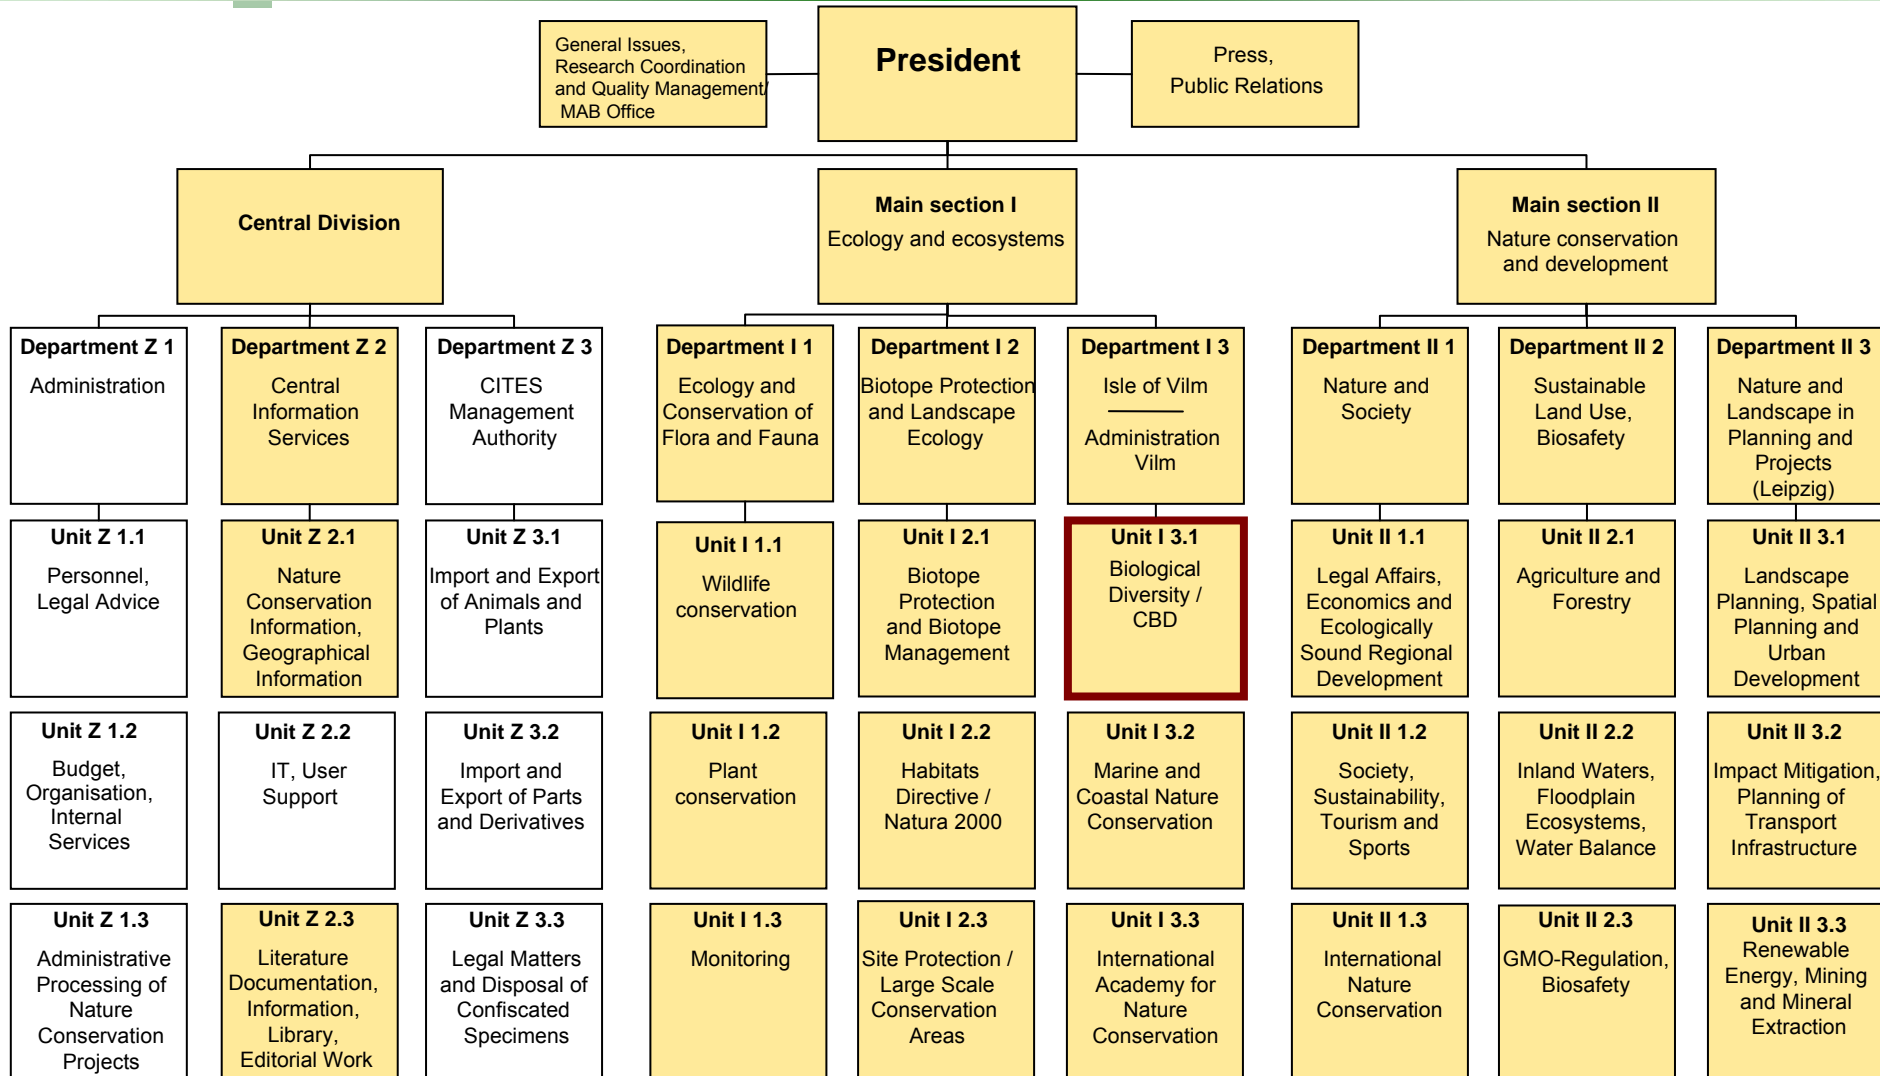 General Issues,
Research Coordination
and Quality Management/
MAB Office
President
Press,
Public Relations
Central Division
Main section I
Ecology and ecosystems
Main section II
Nature conservation
and development
Department Z 1
Administration
Department Z 2
Central
Information
Services
Department Z 3
CITES
Management
Authority
Department I 1
Ecology and
Conservation of
Flora and Fauna
Department I 2
Biotope Protection
and Landscape
Ecology
Department I 3
Isle of Vilm
Administration
Vilm
Department II 1
Nature and
Society
Department II 2
Sustainable
Land Use,
Biosafety
Department II 3
Nature and
Landscape in
Planning and
Projects
(Leipzig)
Unit Z 1.1
Personnel,
Legal Advice
Unit Z 2.1
Nature
Conservation
Information,
Geographical
Information
Unit Z 3.1
Import and Export
of Animals and
Plants
Unit I 1.1
Wildlife
conservation
Unit I 2.1
Biotope
Protection
and Biotope
Management
Unit I 3.1
Biological
Diversity /
CBD
Unit II 1.1
Legal Affairs,
Economics and
Ecologically
Sound Regional
Development
Unit II 2.1
Agriculture and
Forestry
Unit II 3.1
Landscape
Planning, Spatial
Planning and
Urban
Development
Unit Z 1.2
Budget,
Organisation,
Internal
Services
Unit Z 2.2
IT, User
Support
Unit Z 3.2
Import and
Export of Parts
and Derivatives
Unit I 1.2
Plant
conservation
Unit I 2.2
Habitats
Directive /
Natura 2000
Unit I 3.2
Marine and
Coastal Nature
Conservation
Unit II 1.2
Society,
Sustainability,
Tourism and
Sports
Unit II 2.2
Inland Waters,
Floodplain
Ecosystems,
Water Balance
Unit II 3.2
Impact Mitigation,
Planning of
Transport
Infrastructure
Unit Z 1.3
Administrative
Processing of
Nature
Conservation
Projects
Unit Z 2.3
Literature
Documentation,
Information,
Library,
Editorial Work
Unit Z 3.3
Legal Matters
and Disposal of
Confiscated
Specimens
Unit I 1.3
Monitoring
Unit I 2.3
Site Protection /
Large Scale
Conservation
Areas
Unit I 3.3
International
Academy for
Nature
Conservation
Unit II 1.3
International
Nature
Conservation
Unit II 2.3
GMO-Regulation,
Biosafety
Unit II 3.3
Renewable
Energy, Mining
and Mineral
Extraction